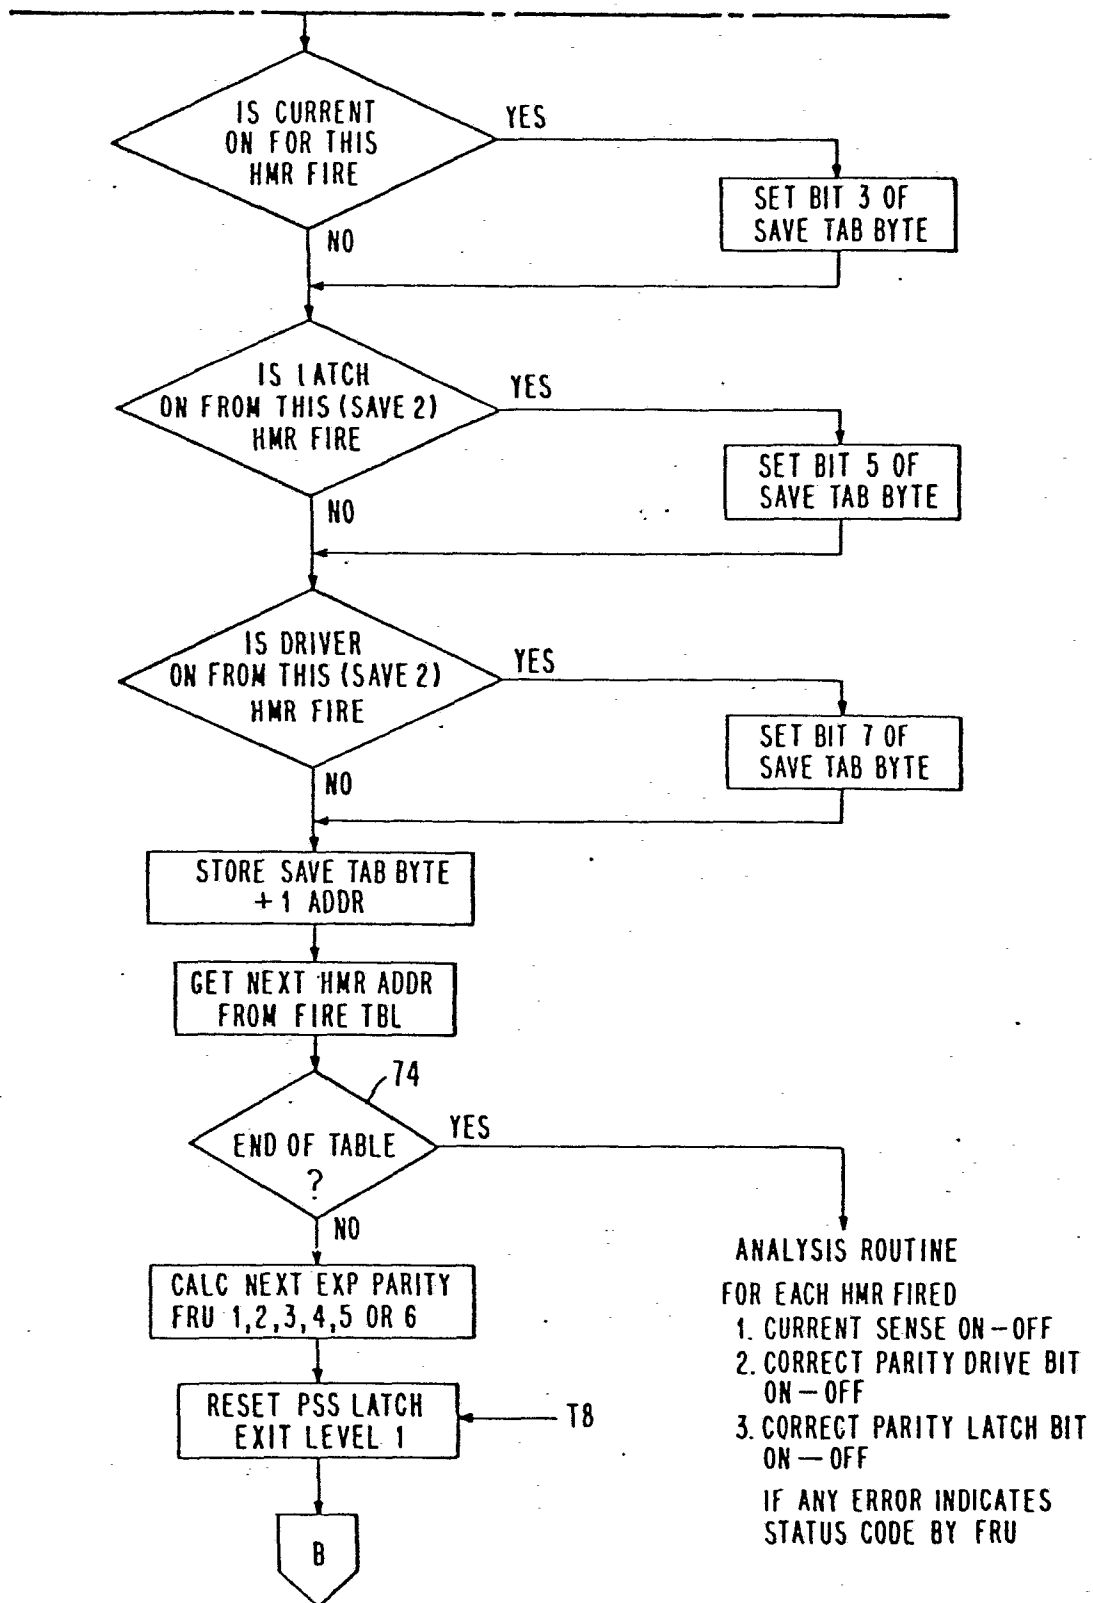 IS CURRENT
ON FOR THIS
HMR FIRE
YES
SET BIT 3 OF
SAVE TAB BYTE
NO
IS LATCH
ON FROM THIS (SAVE 2)
HMR FIRE
YES
SET BIT 5 OF
SAVE TAB BYTE
NO
IS DRIVER
ON FROM THIS (SAVE 2)
HMR FIRE
YES
SET BIT 7 OF
SAVE TAB BYTE
NO
STORE SAVE TAB BYTE
+1 ADDR
GET NEXT HMR ADDR
FROM FIRE TBL
74
END OF TABLE
?
YES
NO
CALC NEXT EXP PARITY
FRU 1,2,3,4,5 OR 6
RESET PSS LATCH
EXIT LEVEL 1
T8
B
ANALYSIS ROUTINE
FOR EACH HMR FIRED
1. CURRENT SENSE ON-OFF
2. CORRECT PARITY DRIVE BIT
ON-OFF
3. CORRECT PARITY LATCH BIT
ON-OFF
IF ANY ERROR INDICATES
STATUS CODE BY FRU